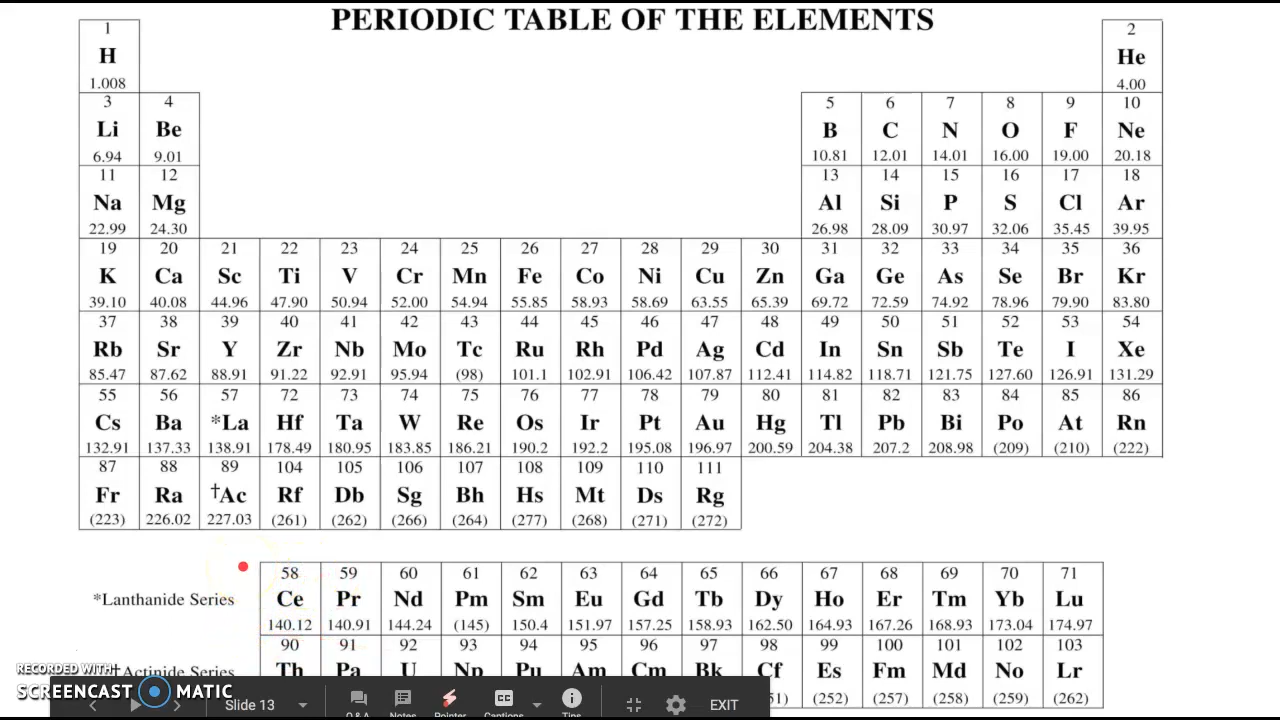 PERIODIC TABLE OF THE ELEMENTS
1 2
H He
1.008 4.00
3 4 5 6 7 8 9 10
Li Be B C N O F Ne
6.94 9.01 10.81 12.01 14.01 16.00 19.00 20.18
11 12 13 14 15 16 17 18
Na Mg Al Si P S Cl Ar
22.99 24.30 26.98 28.09 30.97 32.06 35.45 39.95
19 20 21 22 23 24 25 26 27 28 29 30 31 32 33 34 35 36
K Ca Sc Ti V Cr Mn Fe Co Ni Cu Zn Ga Ge As Se Br Kr
39.10 40.08 44.96 47.90 50.94 52.00 54.94 55.85 58.93 58.69 63.55 65.39 69.72 72.59 74.92 78.96 79.90 83.80
37 38 39 40 41 42 43 44 45 46 47 48 49 50 51 52 53 54
Rb Sr Y Zr Nb Mo Tc Ru Rh Pd Ag Cd In Sn Sb Te I Xe
85.47 87.62 88.91 91.22 92.91 95.94 (98) 101.1 102.91 106.42 107.87 112.41 114.82 118.71 121.75 127.60 126.91 131.29
55 56 57 72 73 74 75 76 77 78 79 80 81 82 83 84 85 86
Cs Ba *La Hf Ta W Re Os Ir Pt Au Hg Tl Pb Bi Po At Rn
132.91 137.33 138.91 178.49 180.95 183.85 186.21 190.2 192.2 195.08 196.97 200.59 204.38 207.2 208.98 (209) (210) (222)
87 88 89 104 105 106 107 108 109 110 111
Fr Ra †Ac Rf Db Sg Bh Hs Mt Ds Rg
(223) 226.02 227.03 (261) (262) (266) (264) (277) (268) (271) (272)
58 59 60 61 62 63 64 65 66 67 68 69 70 71
*Lanthanide Series Ce Pr Nd Pm Sm Eu Gd Tb Dy Ho Er Tm Yb Lu
140.12 140.91 144.24 (145) 150.4 151.97 157.25 158.93 162.50 164.93 167.26 168.93 173.04 174.97
90 91 92 93 94 95 96 97 98 99 100 101 102 103
†Actinide Series Th Pa U Np Pu Am Cm Bk Cf Es Fm Md No Lr
(252) (257) (258) (259) (262)
RECORDED WITH
SCREENCAST MATIC
Slide 13 Q & A Notes Pointer Captions Tips EXIT